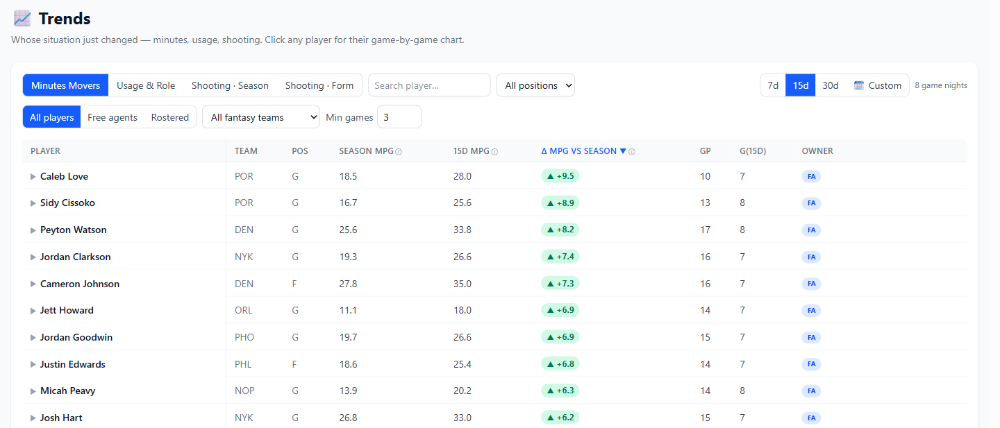 Trends
Whose situation just changed — minutes, usage, shooting. Click any player for their game-by-game chart.
Minutes Movers Usage & Role Shooting · Season Shooting · Form Search player... All positions 7d 15d 30d Custom 8 game nights
All players Free agents Rostered All fantasy teams Min games 3
PLAYER TEAM POS SEASON MPG 15D MPG Δ MPG VS SEASON ▼ GP G(15D) OWNER
▶ Caleb Love POR G 18.5 28.0 ▲ +9.5 10 7 FA
▶ Sidy Cissoko POR G 16.7 25.6 ▲ +8.9 13 8 FA
▶ Peyton Watson DEN G 25.6 33.8 ▲ +8.2 17 8 FA
▶ Jordan Clarkson NYK G 19.3 26.6 ▲ +7.4 16 7 FA
▶ Cameron Johnson DEN F 27.8 35.0 ▲ +7.3 16 7 FA
▶ Jett Howard ORL G 11.1 18.0 ▲ +6.9 14 7 FA
▶ Jordan Goodwin PHO G 19.7 26.6 ▲ +6.9 15 7 FA
▶ Justin Edwards PHL F 18.6 25.4 ▲ +6.8 14 7 FA
▶ Micah Peavy NOP G 13.9 20.2 ▲ +6.3 14 8 FA
▶ Josh Hart NYK G 26.8 33.0 ▲ +6.2 15 7 FA